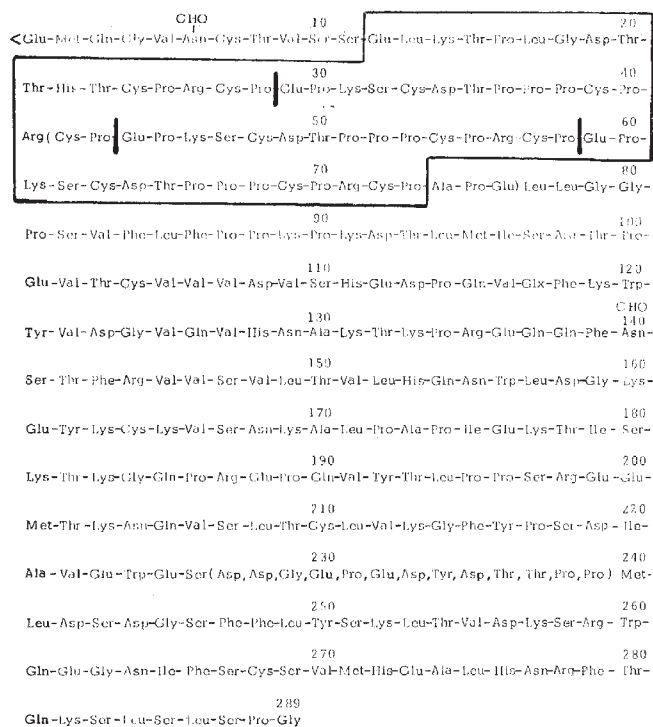 CHO 10 20
<Glu-Met-Gln-Gly-Val-Asn-Cys-Thr-Val-Ser-Ser-Glu-Leu-Lys-Thr-Pro-Leu-Gly-Asp-Thr-
30 40
Thr-His-Thr-Cys-Pro-Arg-Cys-Pro Glu-Pro-Lys-Ser-Cys-Asp-Thr-Pro-Pro-Pro-Cys-Pro-
50 60
Arg(Cys-Pro Glu-Pro-Lys-Ser-Cys-Asp-Thr-Pro-Pro-Pro-Cys-Pro-Arg-Cys-Pro Glu-Pro-
70 80
Lys-Ser-Cys-Asp-Thr-Pro-Pro-Pro-Cys-Pro-Arg-Cys-Pro Ala-Pro-Glu)Leu-Leu-Gly-Gly-
90 100
Pro-Ser-Val-Phe-Leu-Phe-Pro-Pro-Lys-Pro-Lys-Asp-Thr-Leu-Met-Ile-Ser-Arg-Thr-Pro-
110 120
Glu-Val-Thr-Cys-Val-Val-Val-Asp-Val-Ser-His-Glu-Asp-Pro-Gln-Val-Glx-Phe-Lys-Trp-
CHO
130 140
Tyr-Val-Asp-Gly-Val-Gln-Val-His-Asn-Ala-Lys-Thr-Lys-Pro-Arg-Glu-Gln-Gln-Phe-Asn-
150 160
Ser-Thr-Phe-Arg-Val-Val-Ser-Val-Leu-Thr-Val-Leu-His-Gln-Asn-Trp-Leu-Asp-Gly-Lys-
170 180
Glu-Tyr-Lys-Cys-Lys-Val-Ser-Asn-Lys-Ala-Leu-Pro-Ala-Pro-Ile-Glu-Lys-Thr-Ile-Ser-
190 200
Lys-Thr-Lys-Gly-Gln-Pro-Arg-Glu-Pro-Gln-Val-Tyr-Thr-Leu-Pro-Pro-Ser-Arg-Glu-Glu-
210 220
Met-Thr-Lys-Asn-Gln-Val-Ser-Leu-Thr-Cys-Leu-Val-Lys-Gly-Phe-Tyr-Pro-Ser-Asp-Ile-
230 240
Ala-Val-Glu-Trp-Glu-Ser(Asp,Asp,Gly,Glu,Pro,Glu,Asp,Tyr,Asp,Thr,Thr,Pro,Pro)Met-
250 260
Leu-Asp-Ser-Asp-Gly-Ser-Phe-Phe-Leu-Tyr-Ser-Lys-Leu-Thr-Val-Asp-Lys-Ser-Arg-Trp-
270 280
Gln-Glu-Gly-Asn-Ile-Phe-Ser-Cys-Ser-Val-Met-His-Glu-Ala-Leu-His-Asn-Arg-Phe-Thr-
289
Gln-Lys-Ser-Leu-Ser-Leu-Ser-Pro-Gly